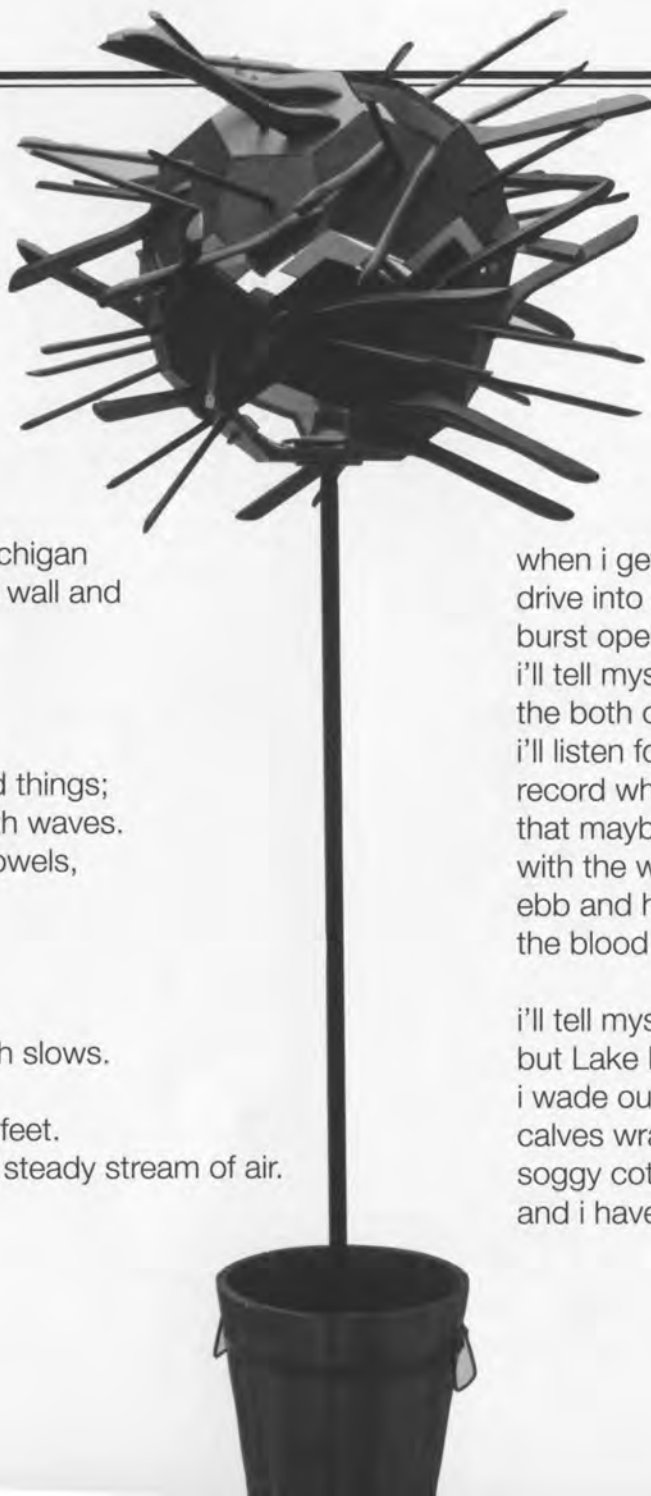 chigan
wall and
d things;
th waves.
owels,
h slows.
feet.
steady stream of air.
when i ge
drive into
burst ope
i'll tell mys
the both o
i'll listen fo
record wh
that mayb
with the w
ebb and h
the blood
i'll tell mys
but Lake
i wade ou
calves wra
soggy cot
and i have